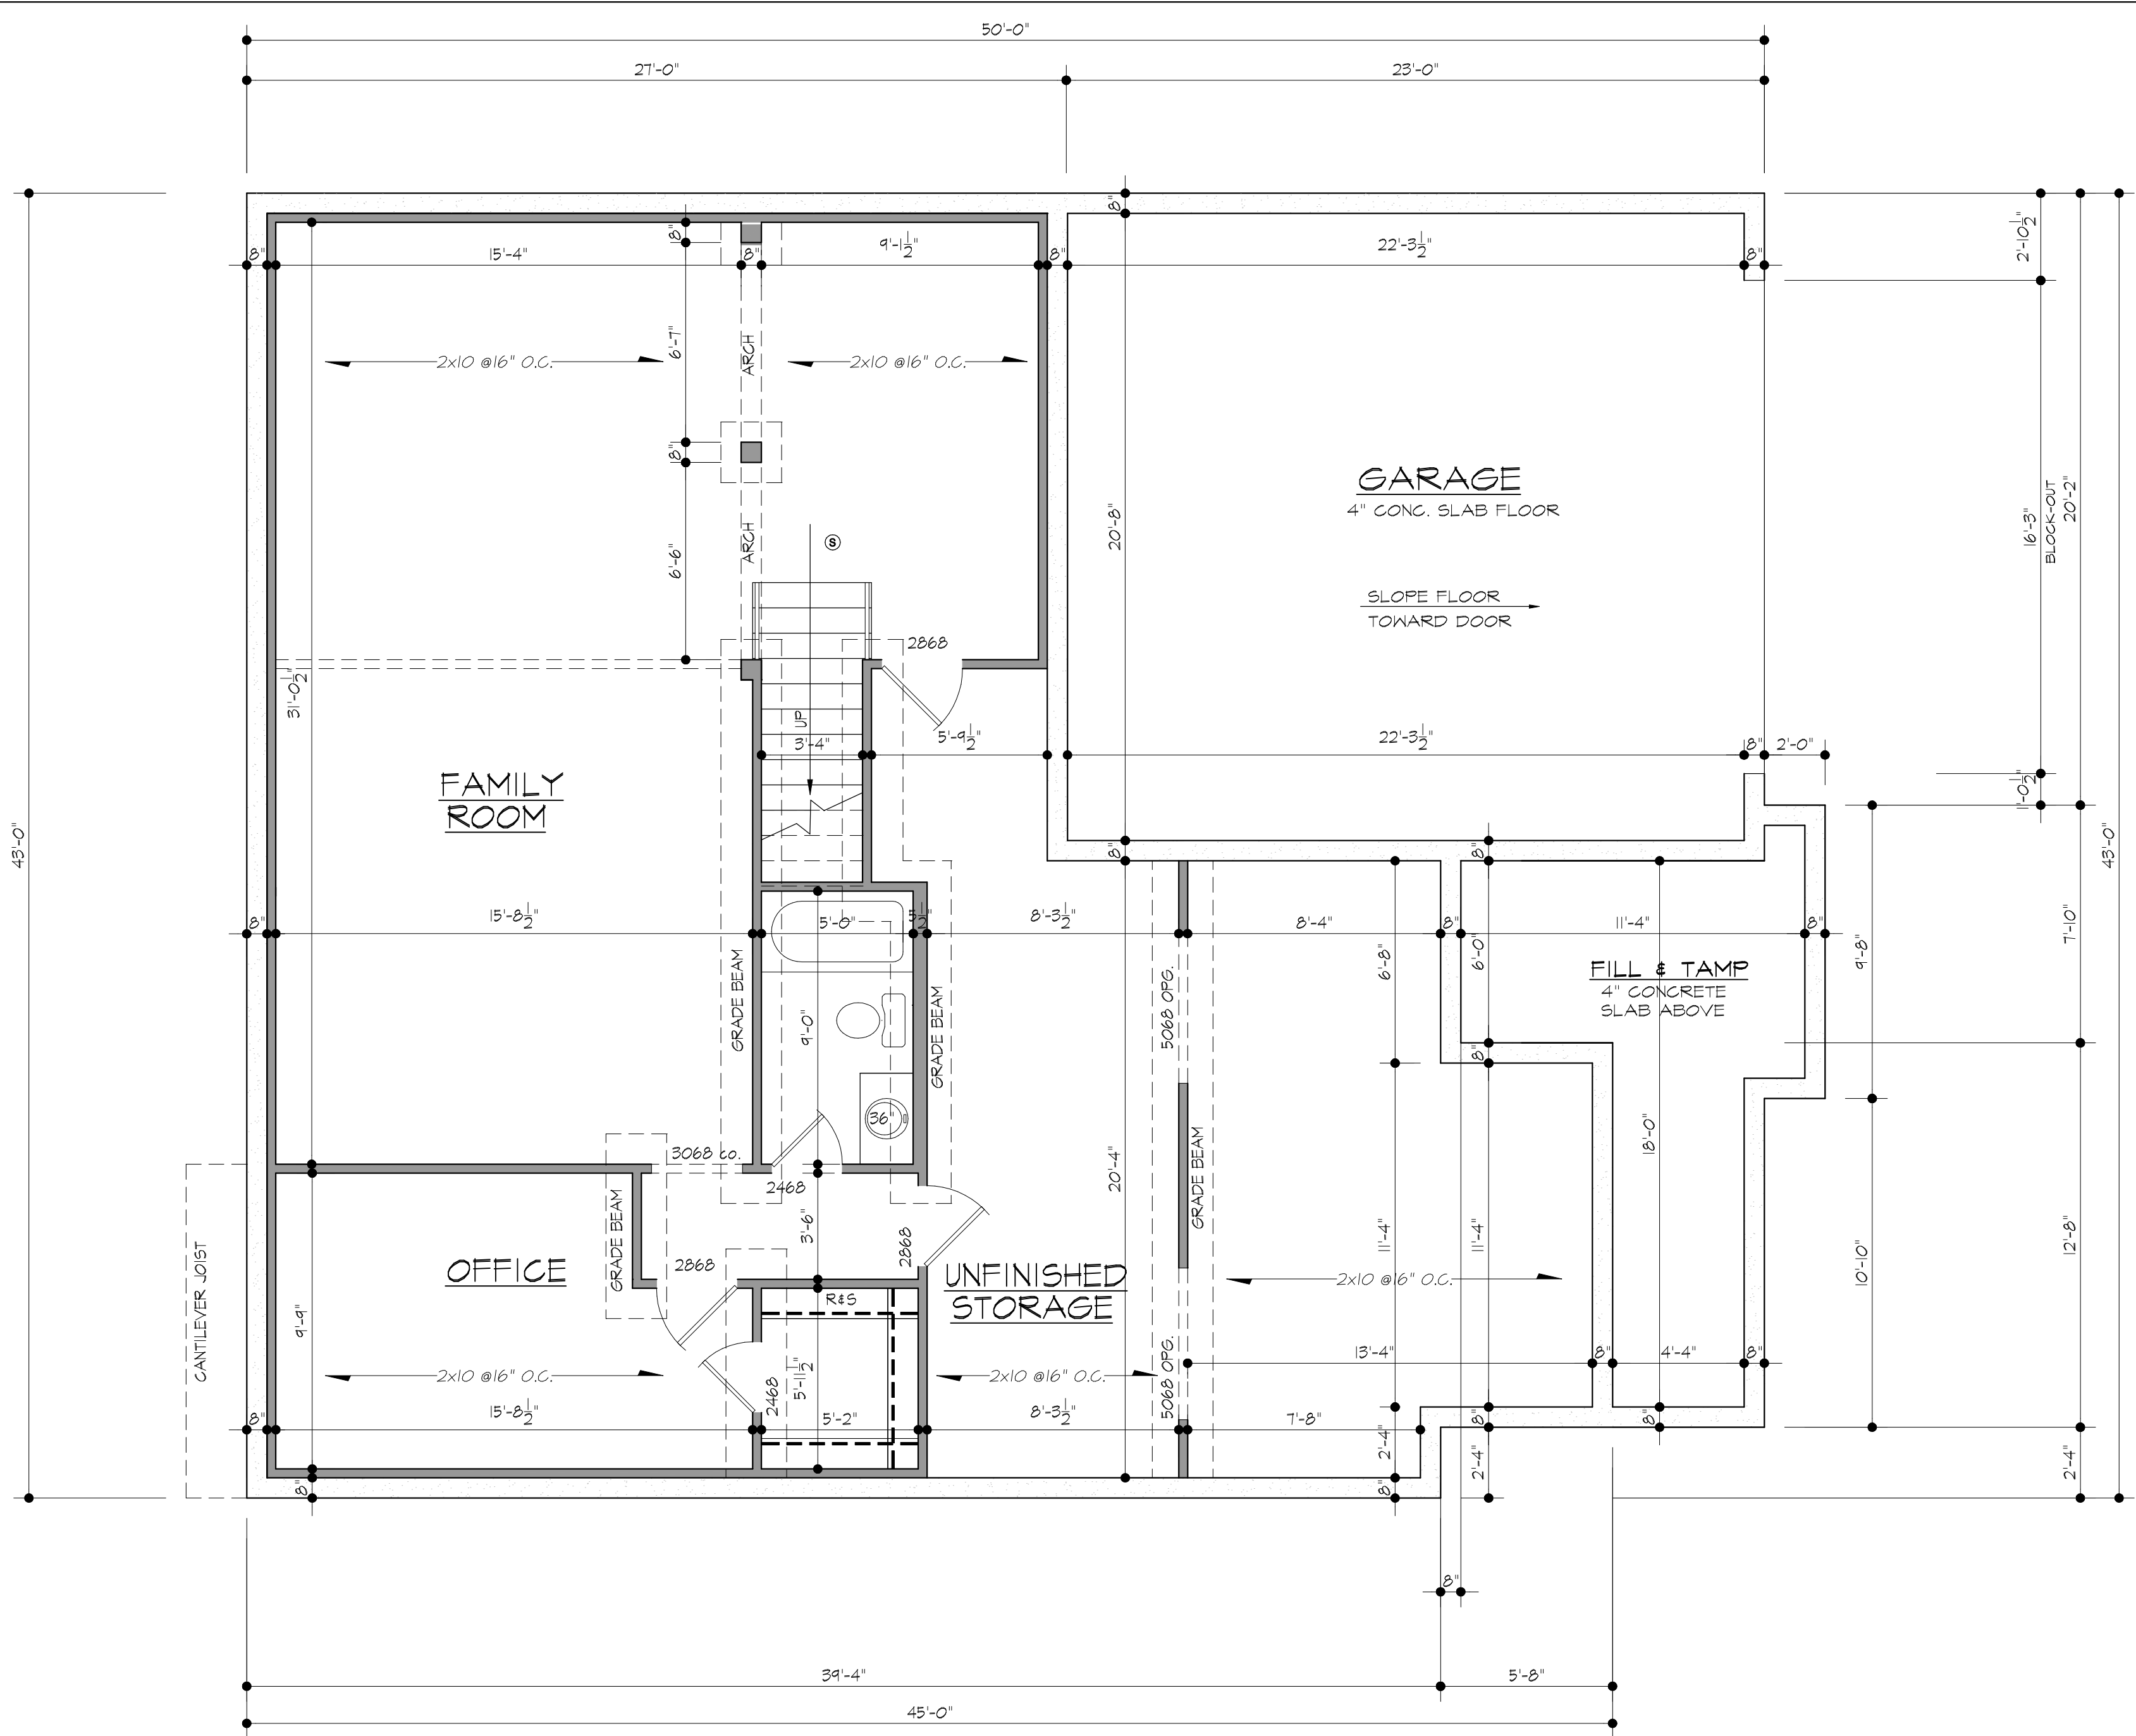 50'-0"
27'-0"
23'-0"
8"
15'-4"
8"
8"
9'-1 1/2"
8"
8"
22'-3 1/2"
8"
2'-10 1/2"
6'-7"
ARCH
2x10 @16" O.C.
2x10 @16" O.C.
8"
GARAGE
4" CONC. SLAB FLOOR
20'-8"
16'-3"
BLOCK-OUT
20'-2"
6'-6"
ARCH
S
SLOPE FLOOR
TOWARD DOOR
2868
31'-0 1/2"
UP
3'-4"
5'-9 1/2"
22'-3 1/2"
8"
2'-0"
1'-0 1/2"
FAMILY
ROOM
43'-0"
43'-0"
8"
8"
8"
15'-8 1/2"
5'-0"
5 1/2"
8'-3 1/2"
8'-4"
8"
11'-4"
8"
6'-8"
6'-0"
9'-8"
7'-10"
GRADE BEAM
9'-0"
GRADE BEAM
5068 OPG.
FILL & TAMP
4" CONCRETE
SLAB ABOVE
8"
36"
3068 CO.
2468
GRADE BEAM
3'-6"
2868
2868
20'-4"
GRADE BEAM
18'-0"
11'-4"
11'-4"
10'-10"
12'-8"
CANTILEVER JOIST
OFFICE
9'-9"
UNFINISHED
STORAGE
R&S
2x10 @16" O.C.
2x10 @16" O.C.
2x10 @16" O.C.
5'-11 1/2"
2468
5068 OPG.
13'-4"
8"
4'-4"
8"
8"
15'-8 1/2"
5'-2"
8'-3 1/2"
7'-8"
2'-4"
8"
8"
2'-4"
2'-4"
8"
8"
8"
39'-4"
5'-8"
45'-0"